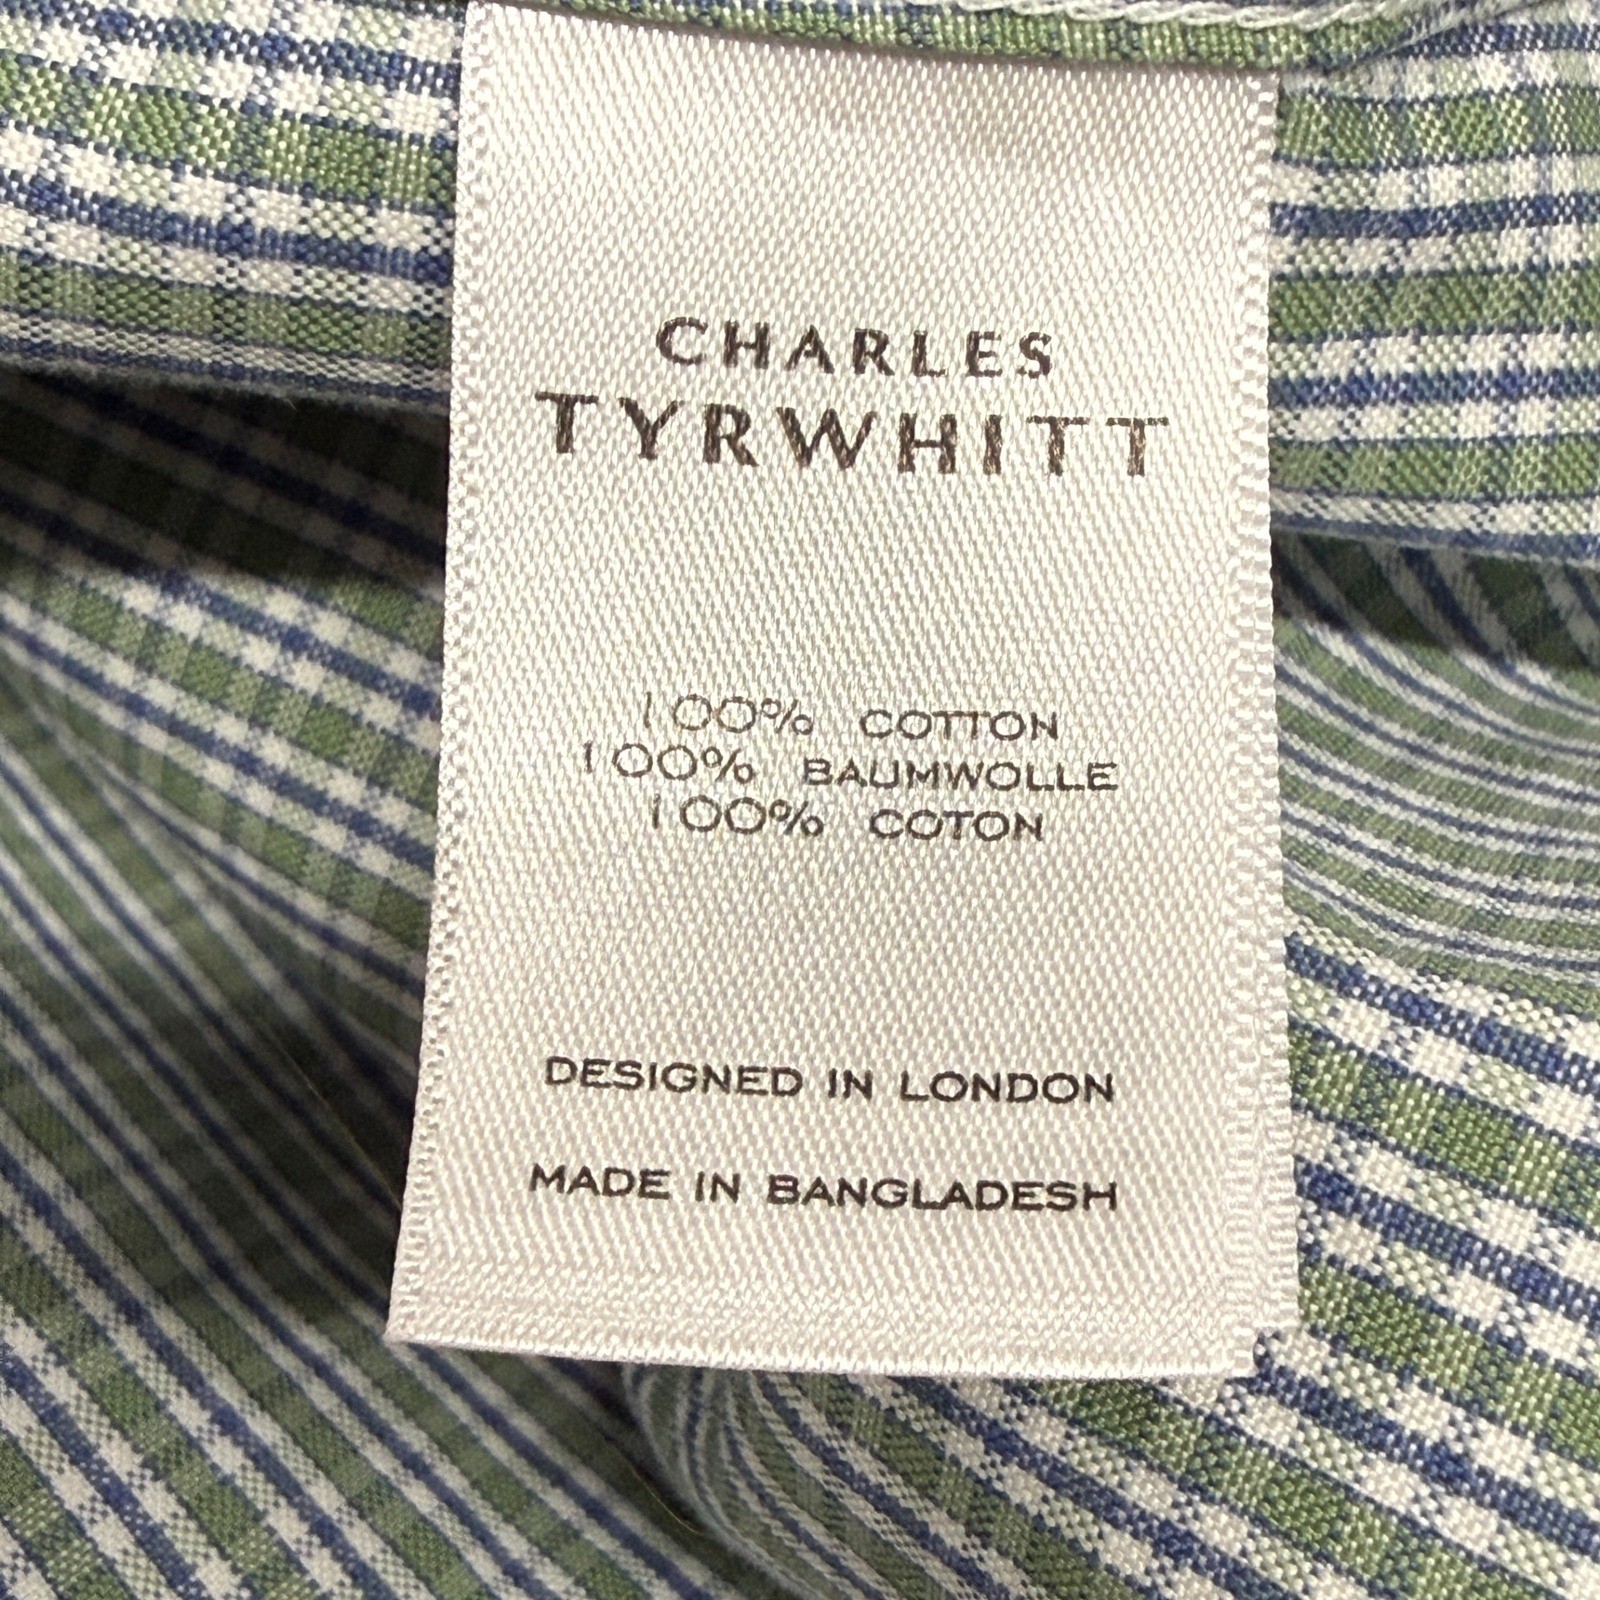 CHARLES
TYRWHITT
100% COTTON
100% BAUMWOLLE
100% COTON
DESIGNED IN LONDON
MADE IN BANGLADESH